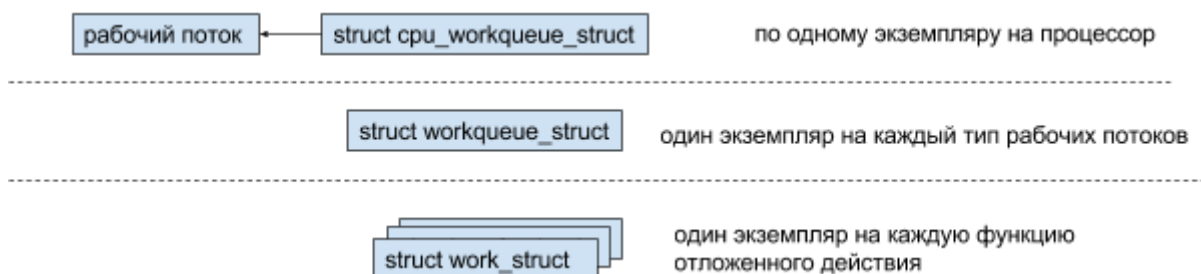 рабочий поток struct cpu_workqueue_struct по одному экземпляру на процессор
struct workqueue_struct один экземпляр на каждый тип рабочих потоков
один экземпляр на каждую функцию
struct work_struct отложенного действия